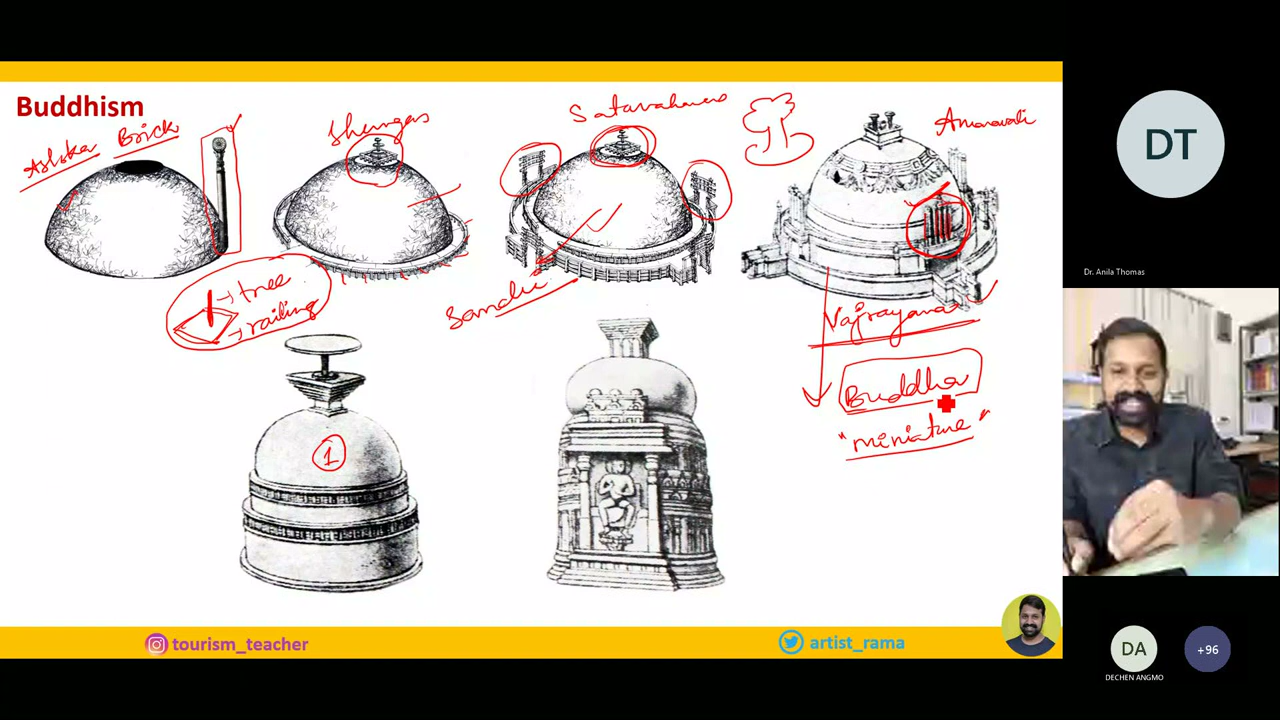 Buddhism
Ashoka Brick
Shungas
Satavahanas
Amaravati
→ tree
→ railing
Sanchi
Vajrayana
Buddha
"miniature"
1
tourism_teacher
artist_rama
DT
Dr. Anila Thomas
DA
DECHEN ANGMO
+96